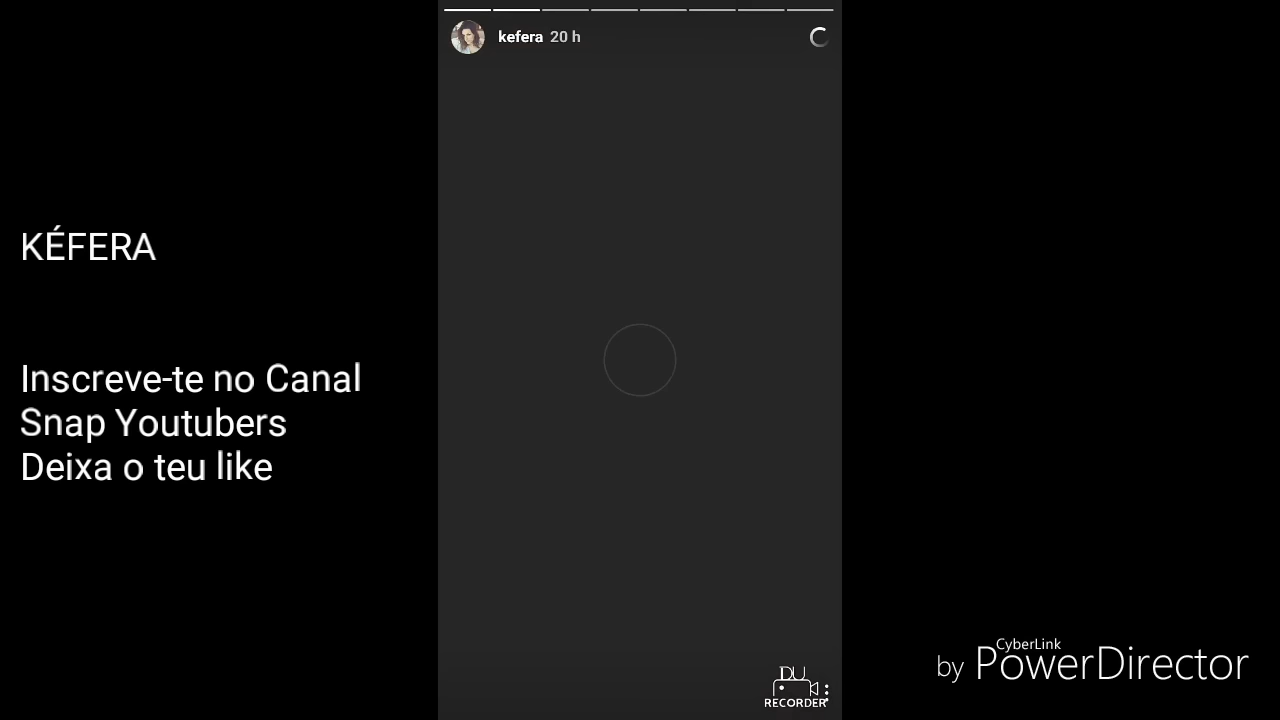 kefera 20 h
KÉFERA
Inscreve-te no Canal
Snap Youtubers
Deixa o teu like
DU
RECORDER
CyberLink
by PowerDirector